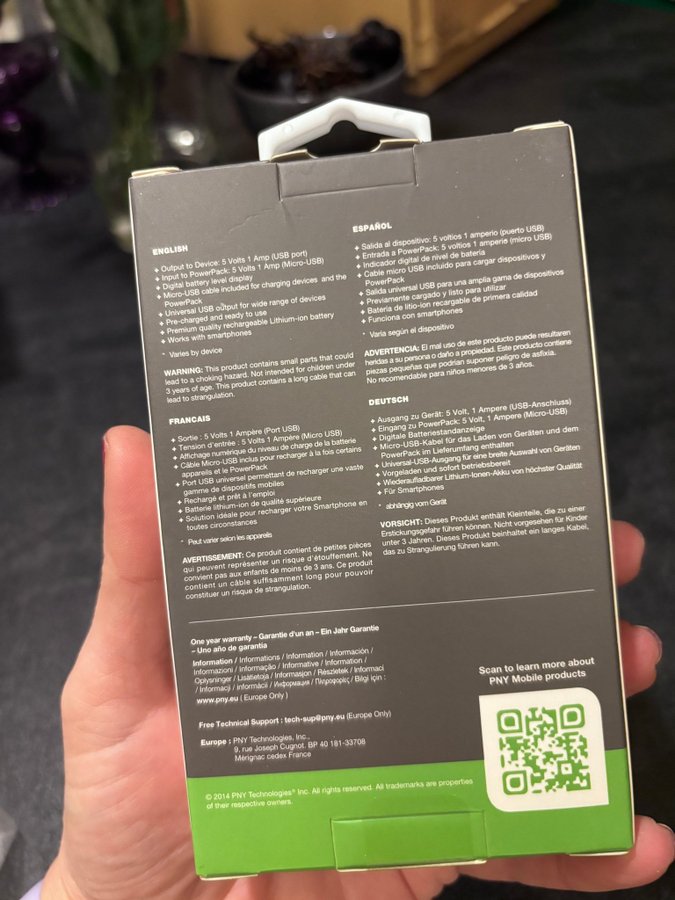 ENGLISH
+ Output to Device: 5 Volts 1 Amp (USB port)
+ Input to PowerPack: 5 Volts 1 Amp (Micro-USB)
+ Digital battery level display
+ Micro-USB cable included for charging devices and the
PowerPack
+ Universal USB output for wide range of devices
+ Pre-charged and ready to use
+ Premium quality rechargeable Lithium-ion battery
+ Works with smartphones
* Varies by device
WARNING: This product contains small parts that could
lead to a choking hazard. Not intended for children under
3 years of age. This product contains a long cable that can
lead to strangulation.
FRANCAIS
+ Sortie : 5 Volts 1 Ampère (Port USB)
+ Tension d'entrée : 5 Volts 1 Ampère (Micro USB)
+ Affichage numérique du niveau de charge de la batterie
+ Câble Micro-USB inclus pour recharger à la fois certains
appareils et le PowerPack
+ Port USB universel permettant de recharger une vaste
gamme de dispositifs mobiles
+ Rechargé et prêt à l'emploi
+ Batterie lithium-ion de qualité supérieure
+ Solution idéale pour recharger votre Smartphone en
toutes circonstances
* Peut varier selon les appareils
AVERTISSEMENT: Ce produit contient de petites pièces
qui peuvent représenter un risque d'étouffement. Ne
convient pas aux enfants de moins de 3 ans. Ce produit
contient un câble suffisamment long pour pouvoir
constituer un risque de strangulation.
ESPAÑOL
+ Salida al dispositivo: 5 voltios 1 amperio (puerto USB)
+ Entrada a PowerPack: 5 voltios 1 amperio (micro USB)
+ Indicador digital de nivel de batería
+ Cable micro USB incluido para cargar dispositivos y
PowerPack
+ Salida universal USB para una amplia gama de dispositivos
+ Previamente cargado y listo para utilizar
+ Batería de litio-ion recargable de primera calidad
+ Funciona con smartphones
* Varía según el dispositivo
ADVERTENCIA: El mal uso de este producto puede resultaren
heridas a su persona o daño a propiedad. Este producto contiene
piezas pequeñas que podrían suponer peligro de asfixia.
No recomendable para niños menores de 3 años.
DEUTSCH
+ Ausgang zu Gerät: 5 Volt, 1 Ampere (USB-Anschluss)
+ Eingang zu PowerPack: 5 Volt, 1 Ampere (Micro-USB)
+ Digitale Batteriestandanzeige
+ Micro-USB-Kabel für das Laden von Geräten und dem
PowerPack im Lieferumfang enthalten
+ Universal-USB-Ausgang für eine breite Auswahl von Geräten
+ Vorgeladen und sofort betriebsbereit
+ Wiederaufladbarer Lithium-Ionen-Akku von höchster Qualität
+ Für Smartphones
* abhängig vom Gerät
VORSICHT: Dieses Produkt enthält Kleinteile, die zu einer
Erstickungsgefahr führen können. Nicht vorgesehen für Kinder
unter 3 Jahren. Dieses Produkt beinhaltet ein langes Kabel,
das zu Strangulierung führen kann.
One year warranty – Garantie d'un an – Ein Jahr Garantie
– Uno año de garantia
Information / Informations / Information / Información /
Informazioni / Informação / Informative / Information /
Oplysninger / Lisätietoja / Informasjon / Részletek / Informaci
/ Informacji / Informácii / Информация / Πληροφορίες / Bilgi için :
www.pny.eu ( Europe Only )
Free Technical Support : tech-sup@pny.eu (Europe Only)
Europe : PNY Technologies, Inc.,
9, rue Joseph Cugnot. BP 40 181-33708
Mérignac cedex France
Scan to learn more about
PNY Mobile products
© 2014 PNY Technologies® Inc. All rights reserved. All trademarks are properties
of their respective owners.